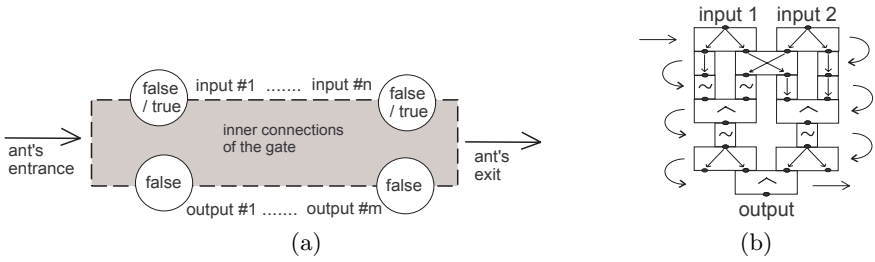 input 1 input 2
false / true
input #1 ....... input #n
false / true
inner connections of the gate
ant's entrance
ant's exit
false
false
output #1 ....... output #m
~ ~
^ ^
~ ~
^
output
(a) (b)